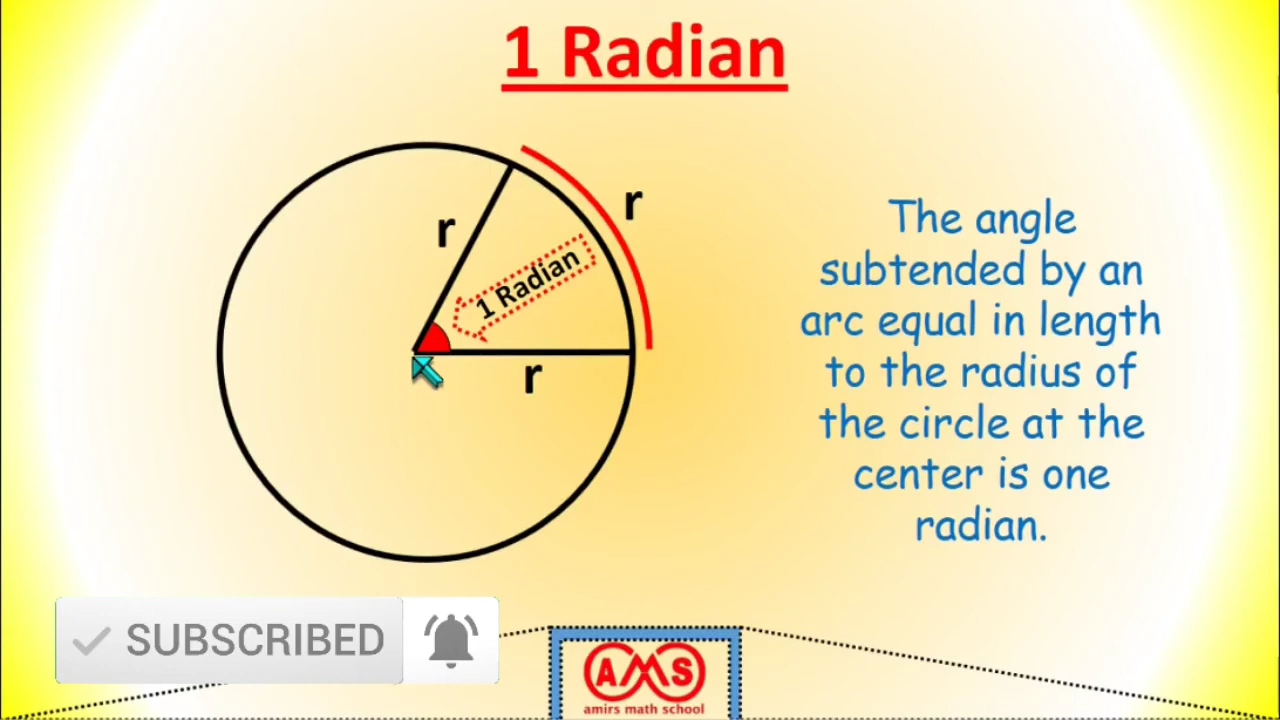 1 Radian
r
r
1 Radian
r
The angle
subtended by an
arc equal in length
to the radius of
the circle at the
center is one
radian.
SUBSCRIBED
AMS
amirs math school